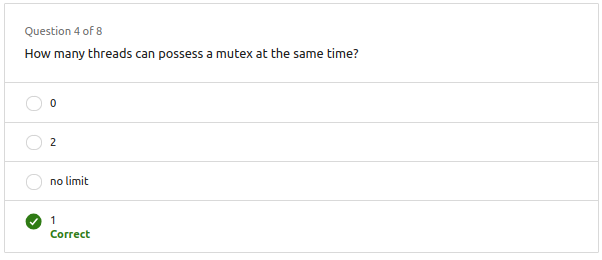 Question 4 of 8
How many threads can possess a mutex at the same time?
0
2
no limit
1
Correct